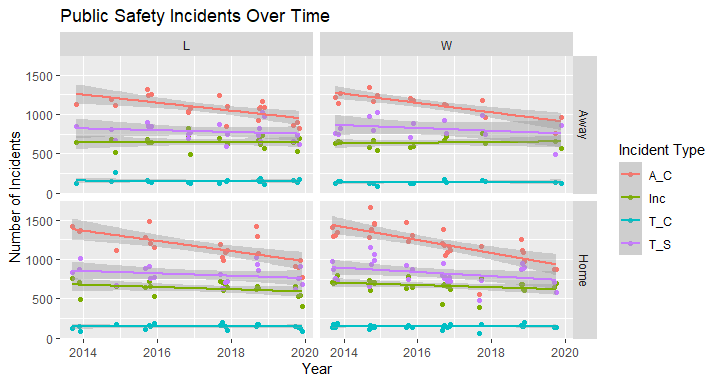 Public Safety Incidents Over Time
L
W
1500
1000
500
0
Away
1500
1000
500
0
Home
Number of Incidents
2014
2016
2018
2020
2014
2016
2018
2020
Year
Incident Type
A_C
Inc
T_C
T_S